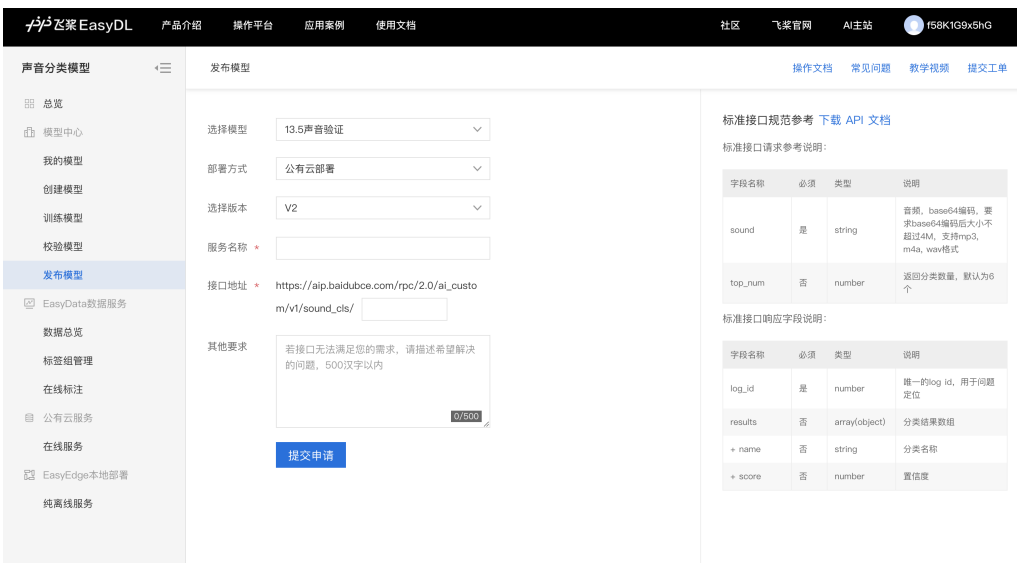 飞桨EasyDL 产品介绍 操作平台 应用案例 使用文档 社区 飞桨官网 AI主站 f58K1G9x5hG
声音分类模型
总览
模型中心
我的模型
创建模型
训练模型
校验模型
发布模型
EasyData数据服务
数据总览
标签组管理
在线标注
公有云服务
在线服务
EasyEdge本地部署
纯离线服务
发布模型 操作文档 常见问题 教学视频 提交工单
选择模型 13.5声音验证
部署方式 公有云部署
选择版本 V2
服务名称 *
接口地址 * https://aip.baidubce.com/rpc/2.0/ai_custo
m/v1/sound_cls/
其他要求 若接口无法满足您的需求，请描述希望解决
的问题，500汉字以内
0/500
提交申请
标准接口规范参考 下载 API 文档
标准接口请求参考说明：
字段名称 必须 类型 说明
sound 是 string 音频，base64编码，要
求base64编码后大小不
超过4M，支持mp3,
m4a, wav格式
top_num 否 number 返回分类数量，默认为6
个
标准接口响应字段说明：
字段名称 必须 类型 说明
log_id 是 number 唯一的log id，用于问题
定位
results 否 array(object) 分类结果数组
+ name 否 string 分类名称
+ score 否 number 置信度